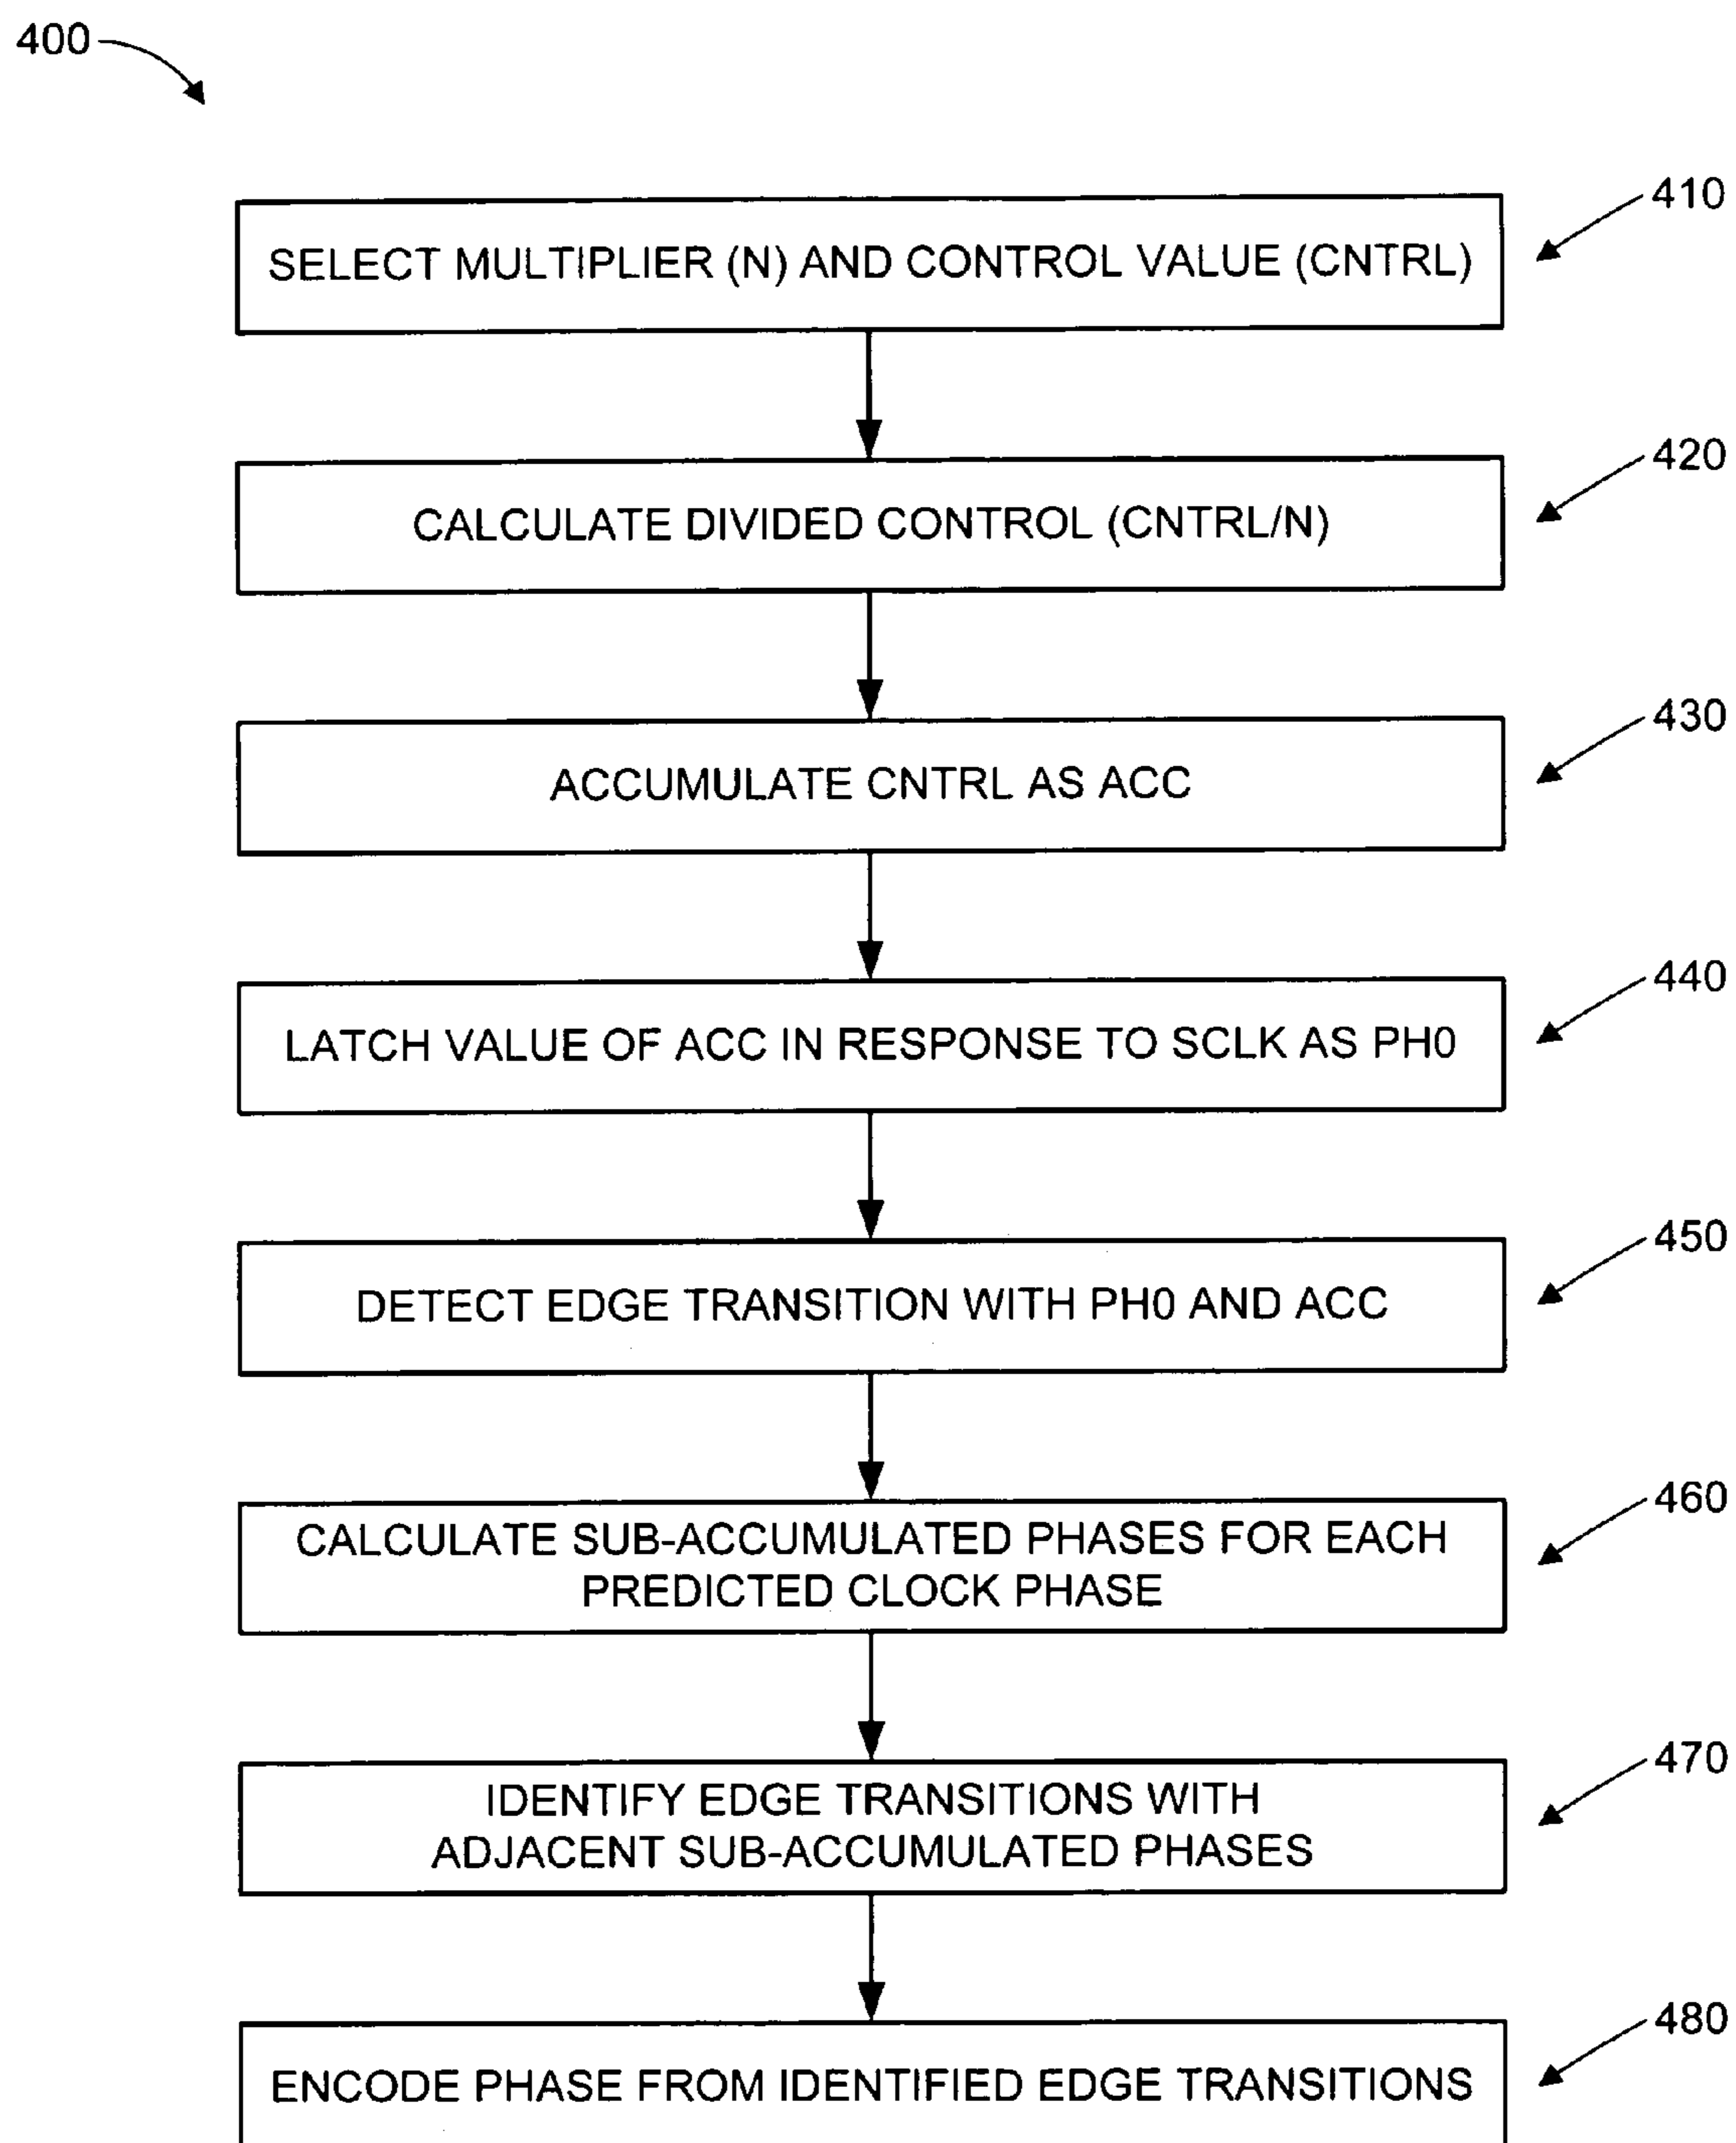 400
410
SELECT MULTIPLIER (N) AND CONTROL VALUE (CNTRL)
420
CALCULATE DIVIDED CONTROL (CNTRL/N)
430
ACCUMULATE CNTRL AS ACC
440
LATCH VALUE OF ACC IN RESPONSE TO SCLK AS PH0
450
DETECT EDGE TRANSITION WITH PH0 AND ACC
460
CALCULATE SUB-ACCUMULATED PHASES FOR EACH
PREDICTED CLOCK PHASE
470
IDENTIFY EDGE TRANSITIONS WITH
ADJACENT SUB-ACCUMULATED PHASES
480
ENCODE PHASE FROM IDENTIFIED EDGE TRANSITIONS